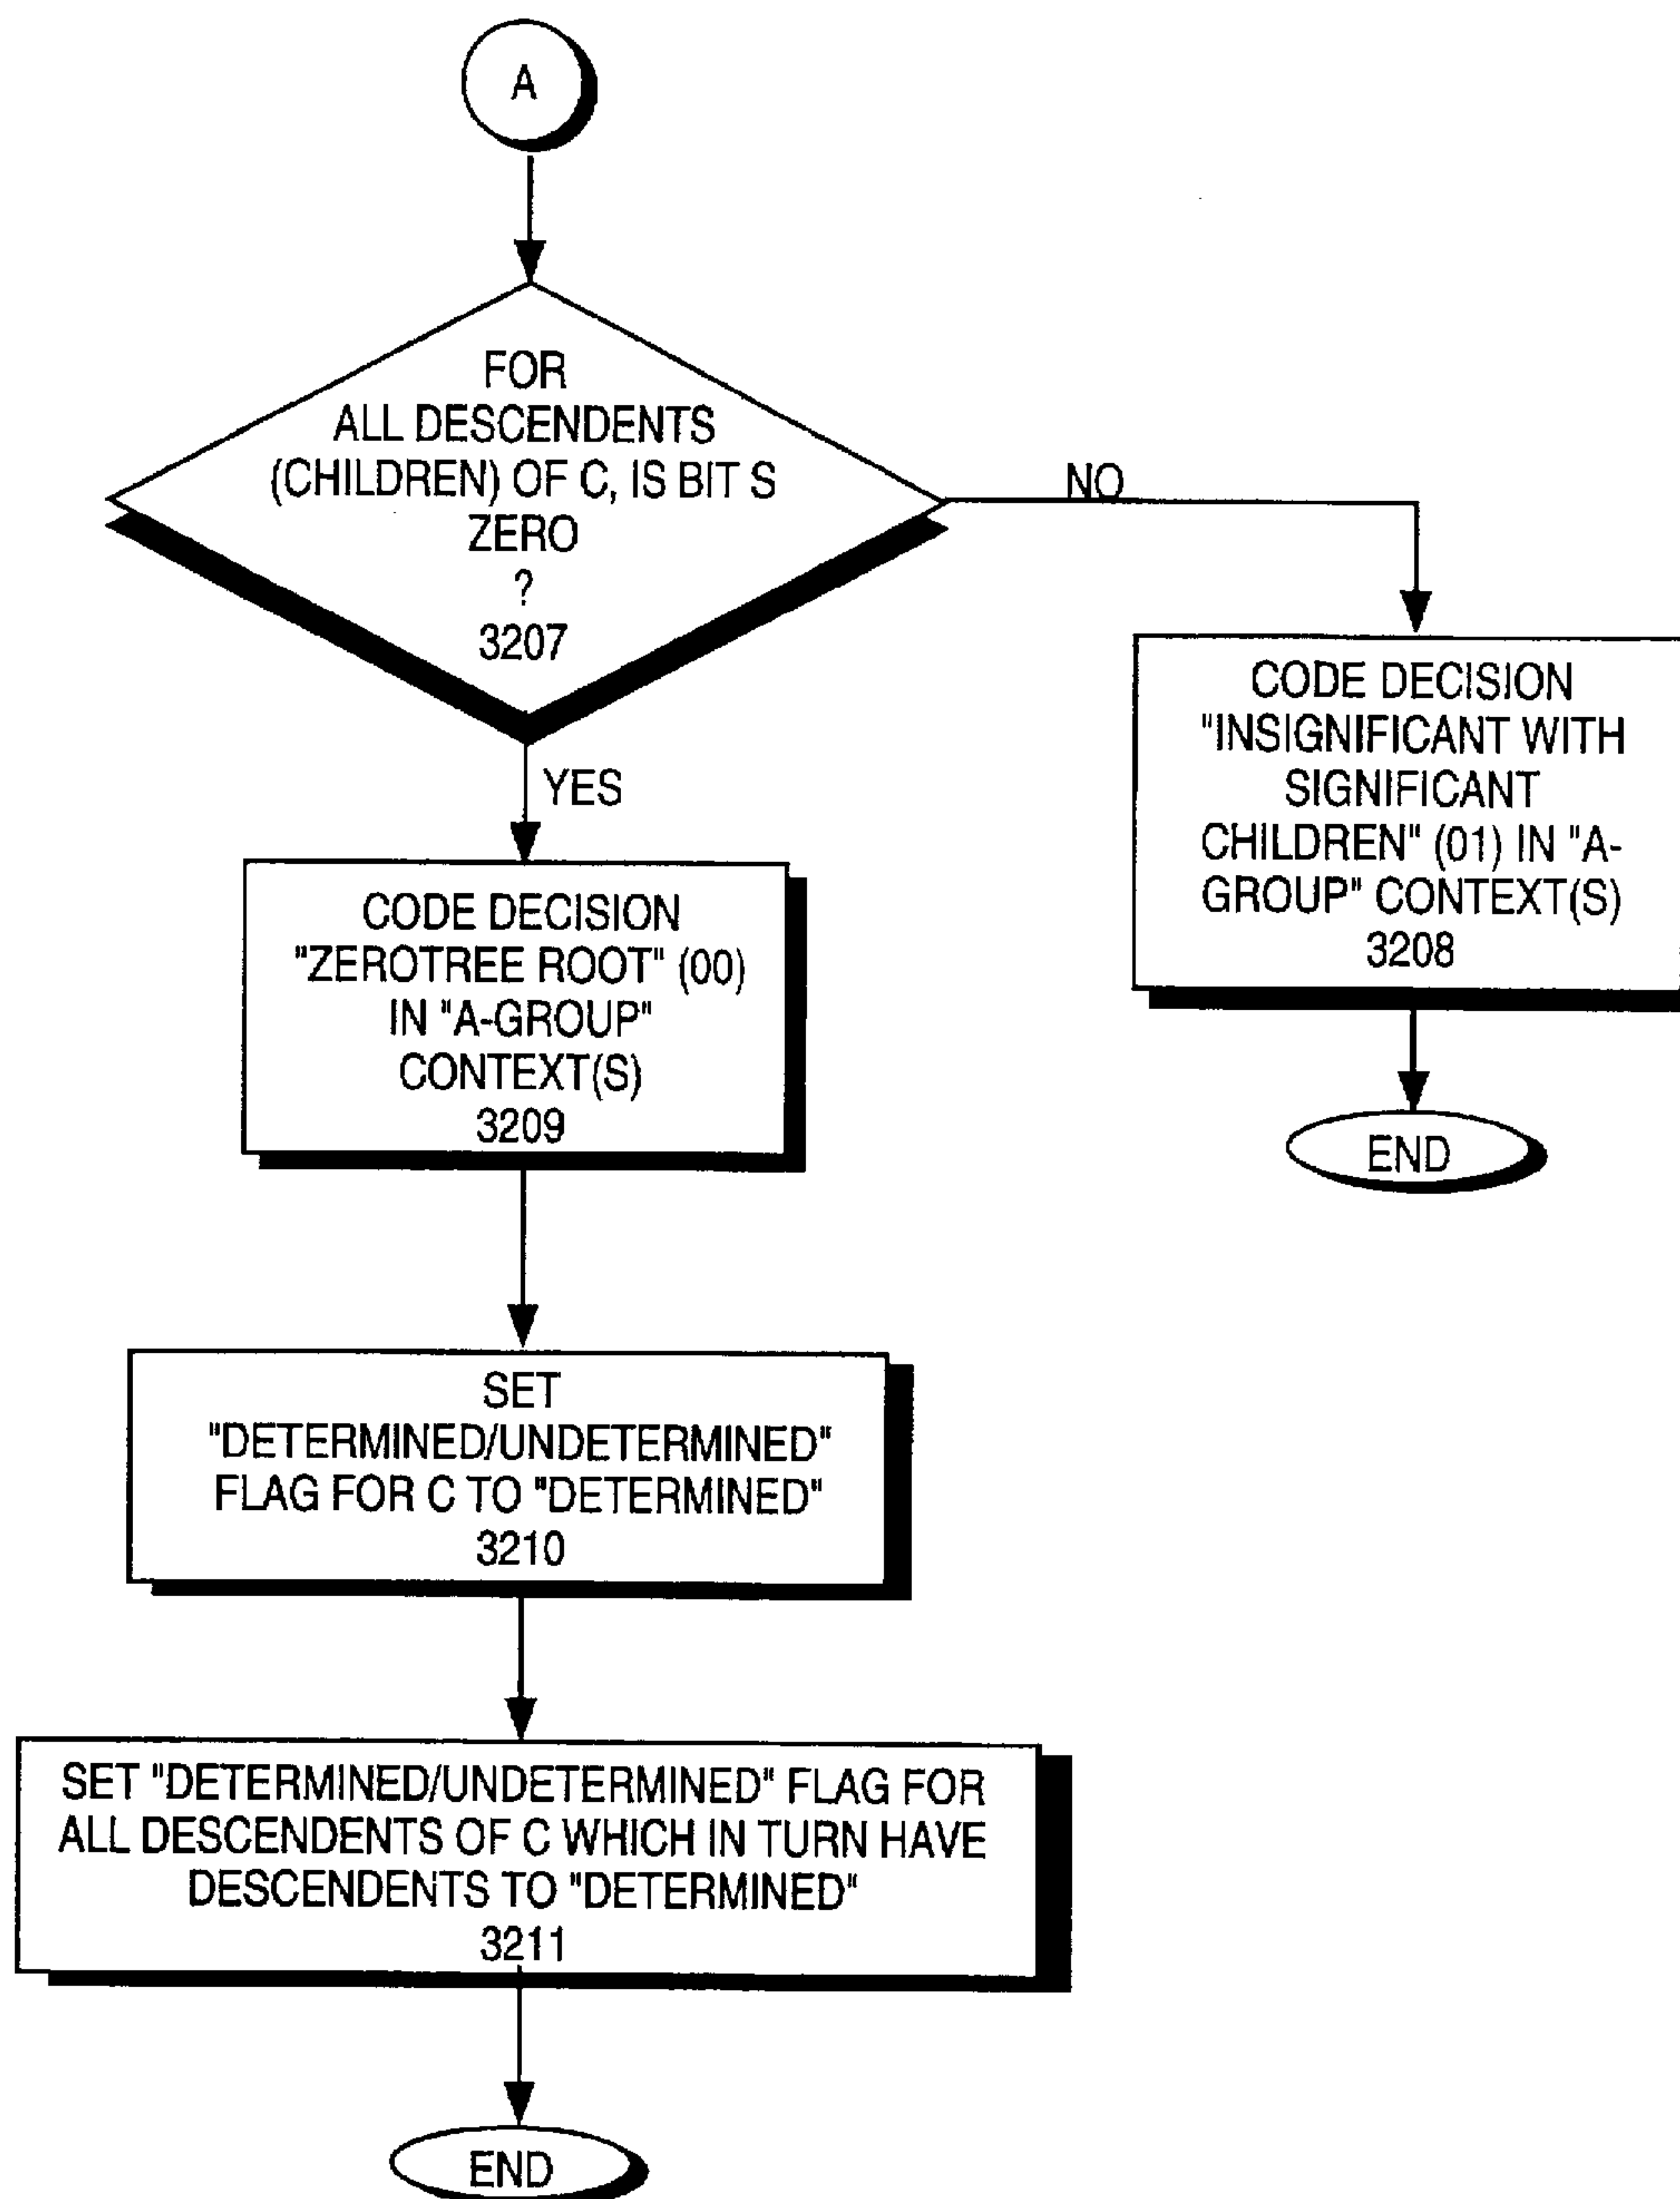 A
FOR
ALL DESCENDENTS
(CHILDREN) OF C, IS BIT S
ZERO
?
3207
NO
YES
CODE DECISION
"INSIGNIFICANT WITH
SIGNIFICANT
CHILDREN" (01) IN "A-
GROUP" CONTEXT(S)
3208
END
CODE DECISION
"ZEROTREE ROOT" (00)
IN "A-GROUP"
CONTEXT(S)
3209
SET
"DETERMINED/UNDETERMINED"
FLAG FOR C TO "DETERMINED"
3210
SET "DETERMINED/UNDETERMINED" FLAG FOR
ALL DESCENDENTS OF C WHICH IN TURN HAVE
DESCENDENTS TO "DETERMINED"
3211
END